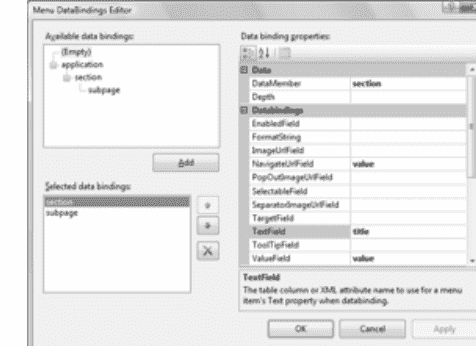 Menu DataBindings Editor
Available data bindings:
(Empty)
application
section
subpage
Add
Selected data bindings:
section
subpage
Data binding properties:
Data
DataMember section
Depth
Databindings
EnabledField
FormatString
ImageUrlField
NavigateUrlField value
PopOutImageUrlField
SelectableField
SeparatorImageUrlField
TargetField
TextField title
ToolTipField
ValueField value
TextField
The table column or XML attribute name to use for a menu
item's Text property when databinding.
OK Cancel Apply